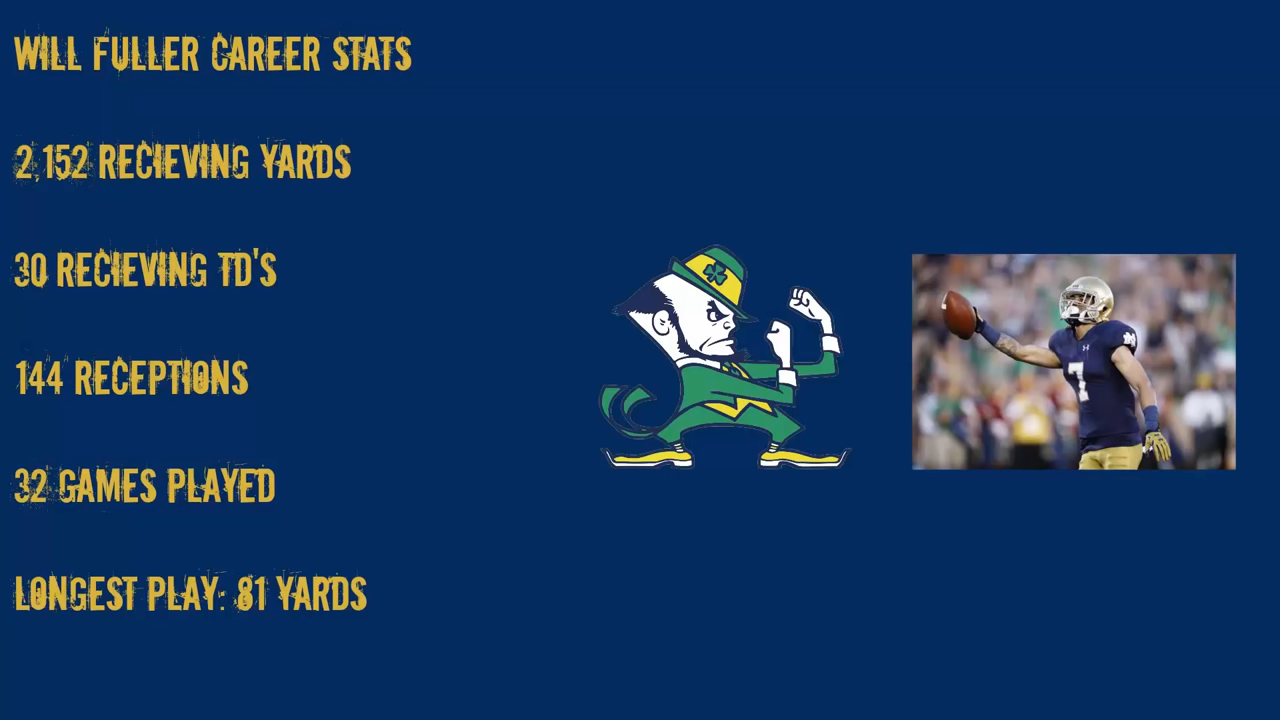 WILL FULLER CAREER STATS
2,152 RECIEVING YARDS
30 RECIEVING TD'S
144 RECEPTIONS
32 GAMES PLAYED
LONGEST PLAY: 81 YARDS
7